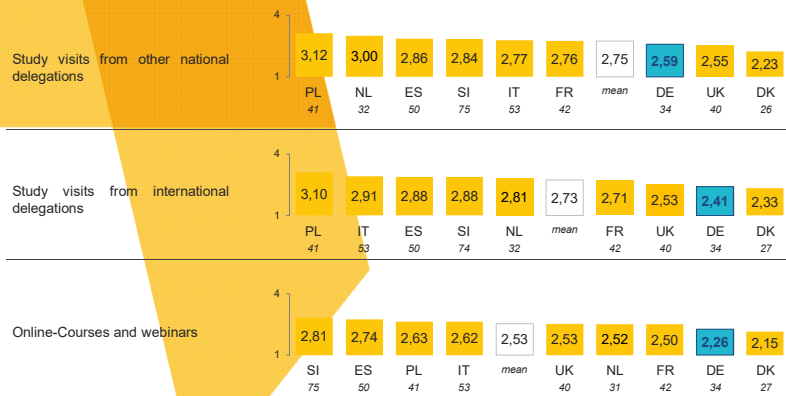 4
Study visits from other national
delegations
3,12 3,00 2,86 2,84 2,77 2,76 2,75 2,59 2,55 2,23
1
PL NL ES SI IT FR mean DE UK DK
41 32 50 75 53 42 34 40 26
4
Study visits from international
delegations
3,10 2,91 2,88 2,88 2,81 2,73 2,71 2,53 2,41 2,33
1
PL IT ES SI NL mean FR UK DE DK
41 53 50 74 32 42 40 34 27
4
Online-Courses and webinars
2,81 2,74 2,63 2,62 2,53 2,53 2,52 2,50 2,26 2,15
1
SI ES PL IT mean UK NL FR DE DK
75 50 41 53 40 31 42 34 27